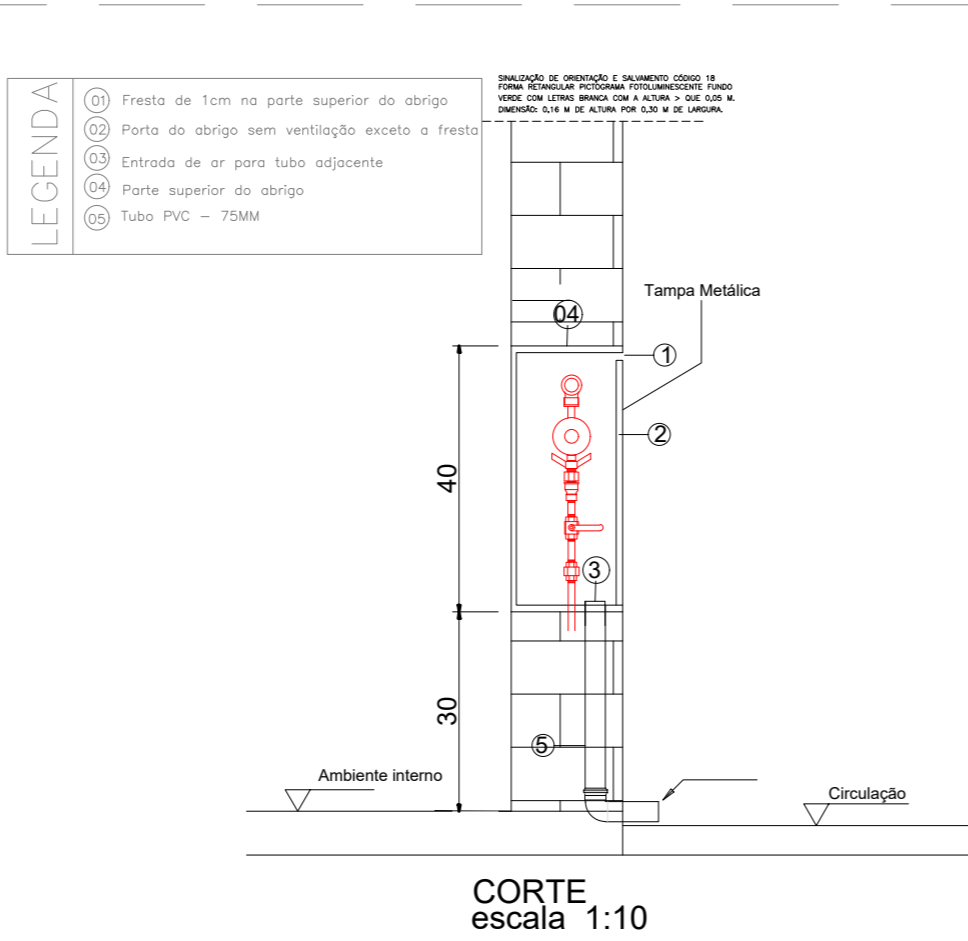 SINALIZAÇÃO DE ORIENTAÇÃO E SALVAMENTO CÓDIGO 18
FORMA RETANGULAR PICTOGRAMA FOTOLUMINESCENTE FUNDO
VERDE COM LETRAS BRANCA COM A ALTURA > QUE 0,05 M.
DIMENSÃO: 0,16 M DE ALTURA POR 0,30 M DE LARGURA.
LEGENDA
01 Fresta de 1cm na parte superior do abrigo
02 Porta do abrigo sem ventilação exceto a fresta
03 Entrada de ar para tubo adjacente
04 Parte superior do abrigo
05 Tubo PVC - 75MM
Tampa Metálica
04
1
2
40
3
30
5
Ambiente interno
Circulação
CORTE
escala 1:10